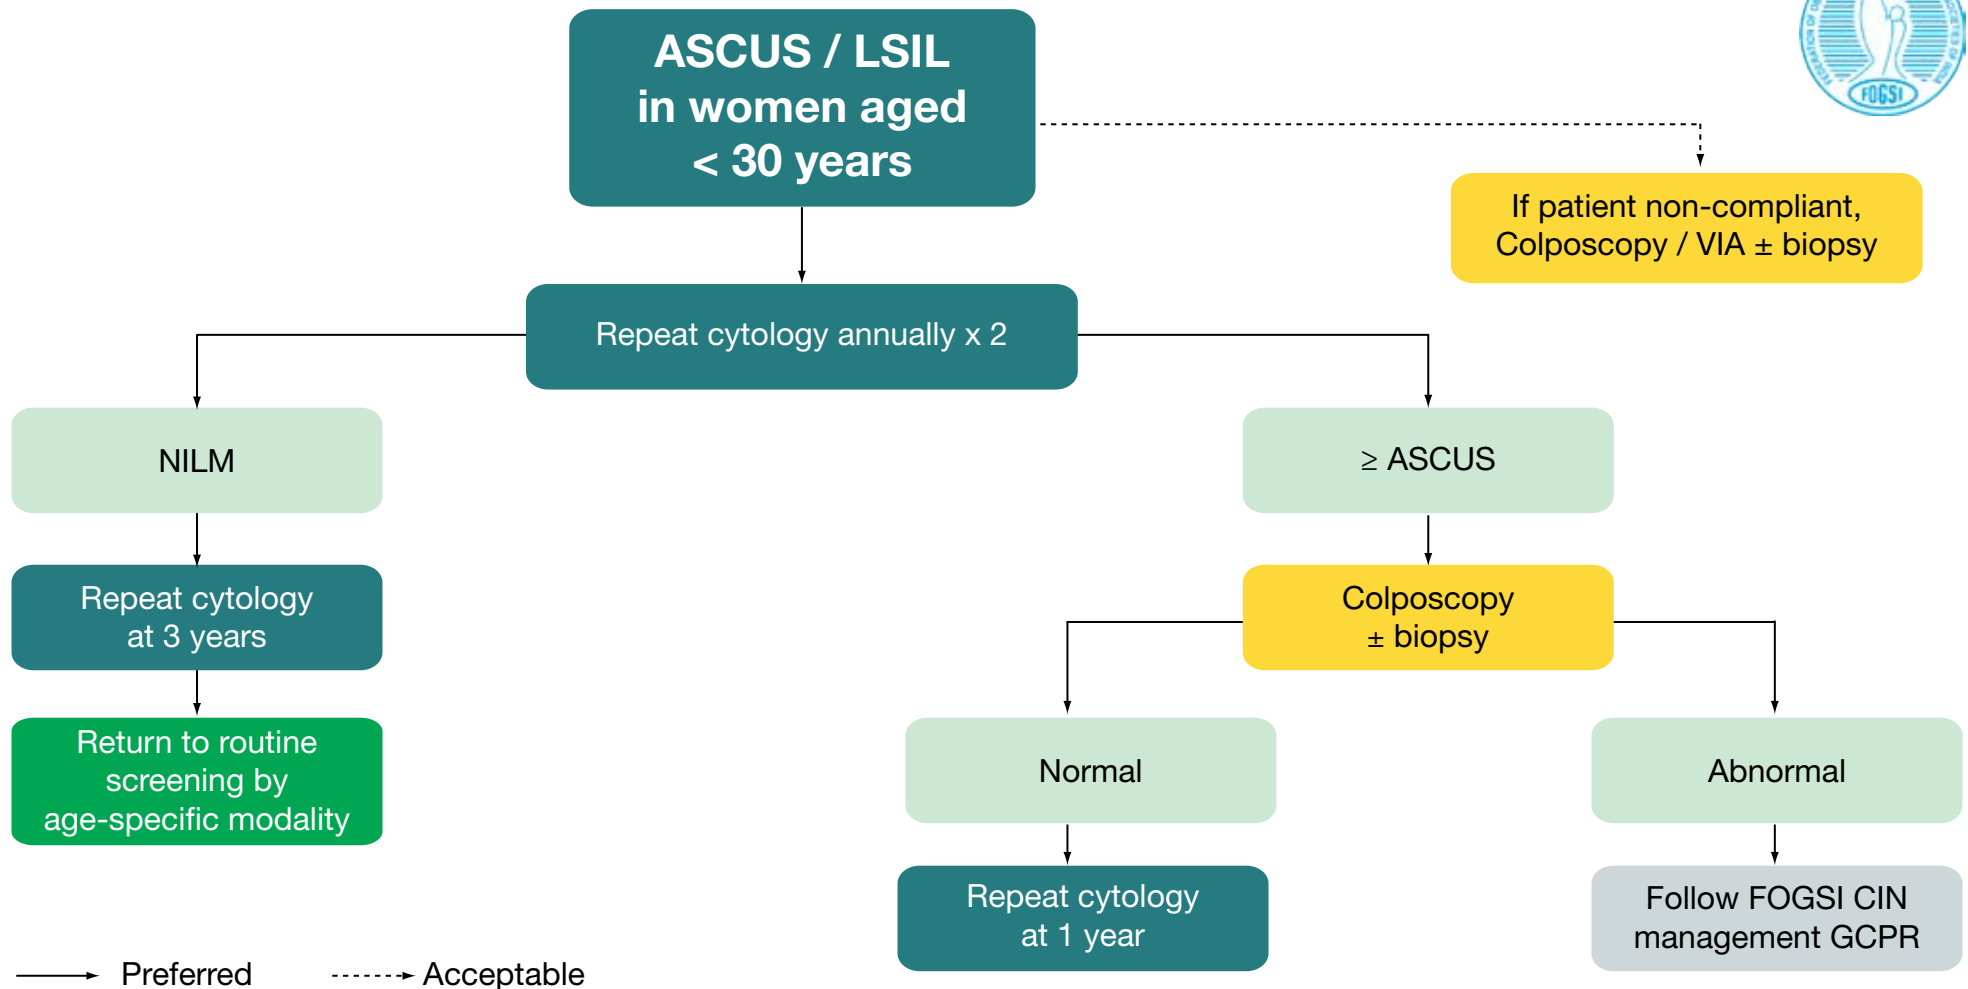 ASCUS / LSIL
in women aged
< 30 years
FOGSI
If patient non-compliant,
Colposcopy / VIA ± biopsy
Repeat cytology annually x 2
NILM
≥ ASCUS
Repeat cytology
at 3 years
Colposcopy
± biopsy
Return to routine
screening by
age-specific modality
Normal
Abnormal
Repeat cytology
at 1 year
Follow FOGSI CIN
management GCPR
Preferred
Acceptable